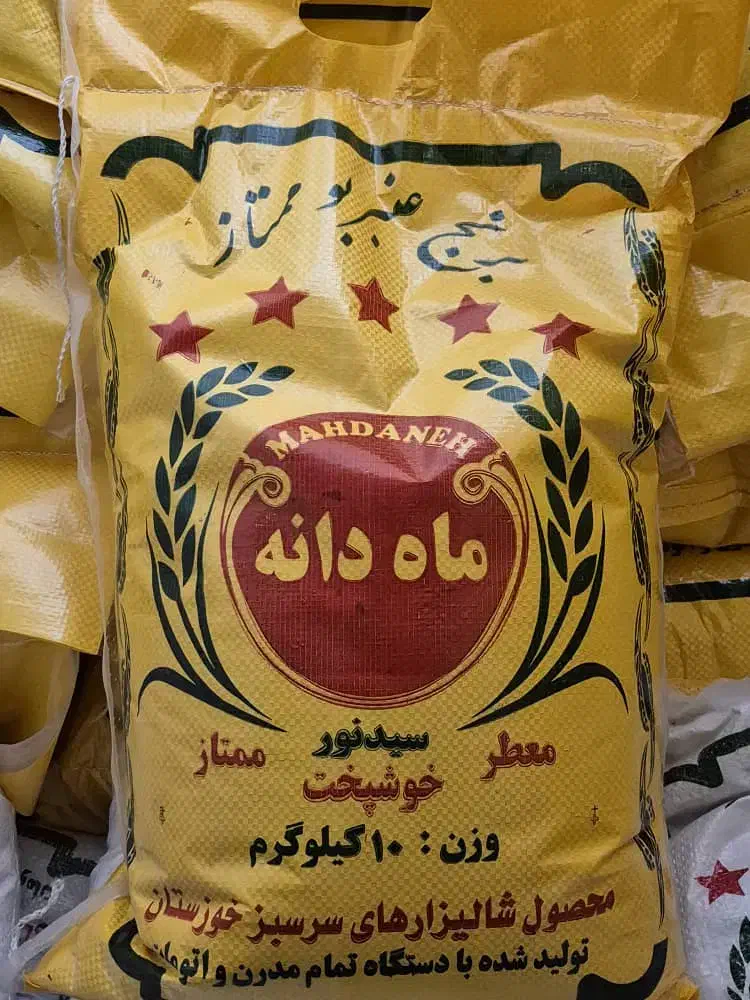 برنج عنبر بو ممتاز
MAHDANEH
ماه دانه
معطر سیدنور ممتاز
خوشپخت
وزن : ۱۰ کیلوگرم
محصول شالیزارهای سرسبز خوزستان
تولید شده با دستگاه تمام مدرن و